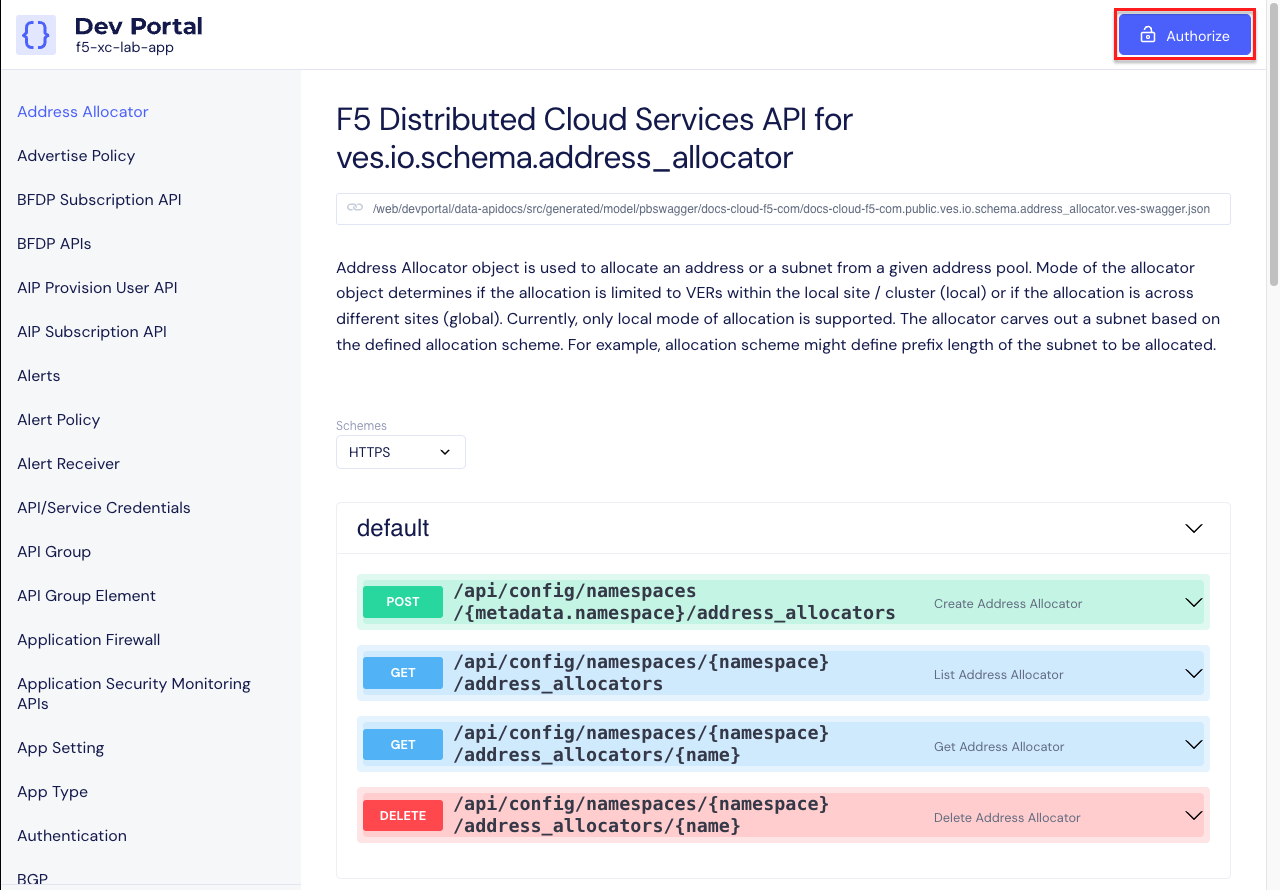 {} Dev Portal
f5-xc-lab-app
Authorize
Address Allocator
Advertise Policy
BFDP Subscription API
BFDP APIs
AIP Provision User API
AIP Subscription API
Alerts
Alert Policy
Alert Receiver
API/Service Credentials
API Group
API Group Element
Application Firewall
Application Security Monitoring
APIs
App Setting
App Type
Authentication
BGP
F5 Distributed Cloud Services API for
ves.io.schema.address_allocator
/web/devportal/data-apidocs/src/generated/model/pbswagger/docs-cloud-f5-com/docs-cloud-f5-com.public.ves.io.schema.address_allocator.ves-swagger.json
Address Allocator object is used to allocate an address or a subnet from a given address pool. Mode of the allocator
object determines if the allocation is limited to VERs within the local site / cluster (local) or if the allocation is across
different sites (global). Currently, only local mode of allocation is supported. The allocator carves out a subnet based on
the defined allocation scheme. For example, allocation scheme might define prefix length of the subnet to be allocated.
Schemes
HTTPS
default
POST
/api/config/namespaces
/{metadata.namespace}/address_allocators
Create Address Allocator
GET
/api/config/namespaces/{namespace}
/address_allocators
List Address Allocator
GET
/api/config/namespaces/{namespace}
/address_allocators/{name}
Get Address Allocator
DELETE
/api/config/namespaces/{namespace}
/address_allocators/{name}
Delete Address Allocator